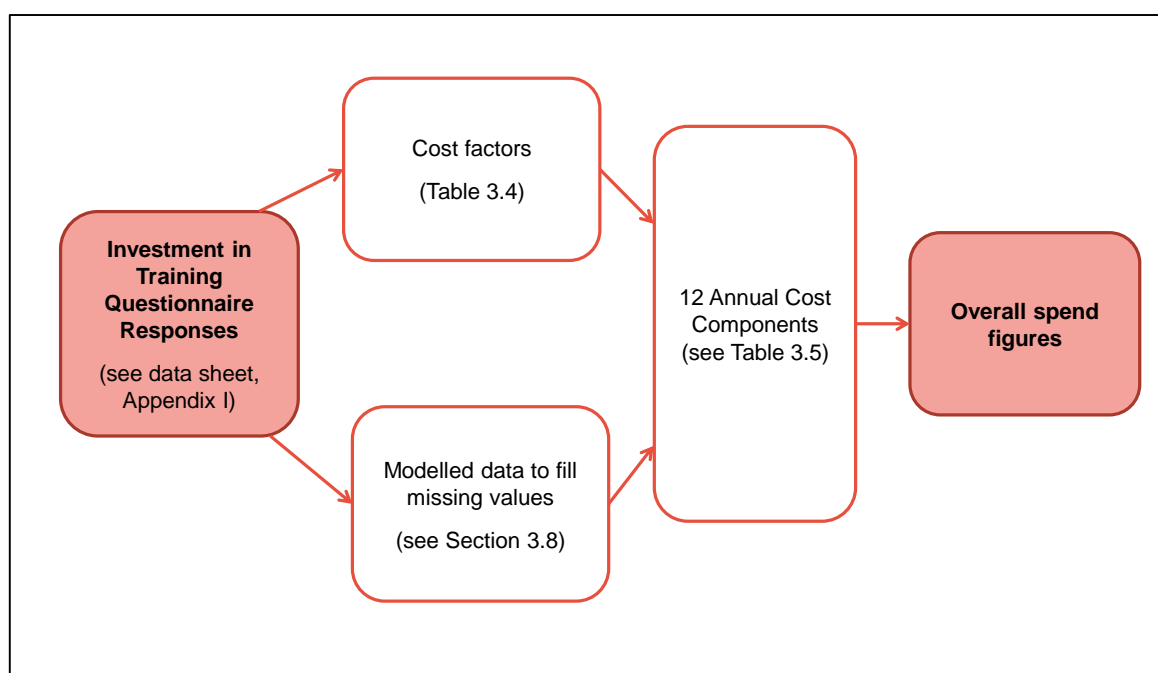 Investment in
Training
Questionnaire
Responses
(see data sheet,
Appendix I)
Cost factors
(Table 3.4)
Modelled data to fill
missing values
(see Section 3.8)
12 Annual Cost
Components
(see Table 3.5)
Overall spend
figures